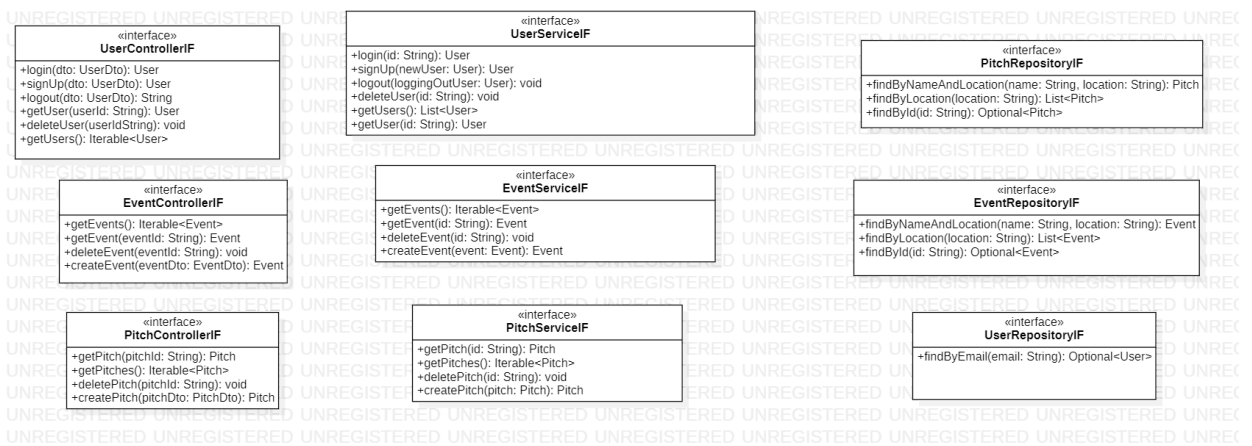 «interface»
UserControllerIF
+login(dto: UserDto): User
+signUp(dto: UserDto): User
+logout(dto: UserDto): String
+getUser(userId: String): User
+deleteUser(userIdString): void
+getUsers(): Iterable<User>
«interface»
UserServiceIF
+login(id: String): User
+signUp(newUser: User): User
+logout(loggingOutUser: User): void
+deleteUser(id: String): void
+getUsers(): List<User>
+getUser(id: String): User
«interface»
PitchRepositoryIF
+findByNameAndLocation(name: String, location: String): Pitch
+findByLocation(location: String): List<Pitch>
+findById(id: String): Optional<Pitch>
«interface»
EventControllerIF
+getEvents(): Iterable<Event>
+getEvent(eventId: String): Event
+deleteEvent(eventId: String): void
+createEvent(eventDto: EventDto): Event
«interface»
EventServiceIF
+getEvents(): Iterable<Event>
+getEvent(id: String): Event
+deleteEvent(id: String): void
+createEvent(event: Event): Event
«interface»
EventRepositoryIF
+findByNameAndLocation(name: String, location: String): Event
+findByLocation(location: String): List<Event>
+findById(id: String): Optional<Event>
«interface»
PitchControllerIF
+getPitch(pitchId: String): Pitch
+getPitches(): Iterable<Pitch>
+deletePitch(pitchId: String): void
+createPitch(pitchDto: PitchDto): Pitch
«interface»
PitchServiceIF
+getPitch(id: String): Pitch
+getPitches(): Iterable<Pitch>
+deletePitch(id: String): void
+createPitch(pitch: Pitch): Pitch
«interface»
UserRepositoryIF
+findByEmail(email: String): Optional<User>
UNREGISTERED UNREGISTERED UNREGISTERED UNREGISTERED UNREGISTERED UNREGISTERED UNREGISTERED UNREGISTERED